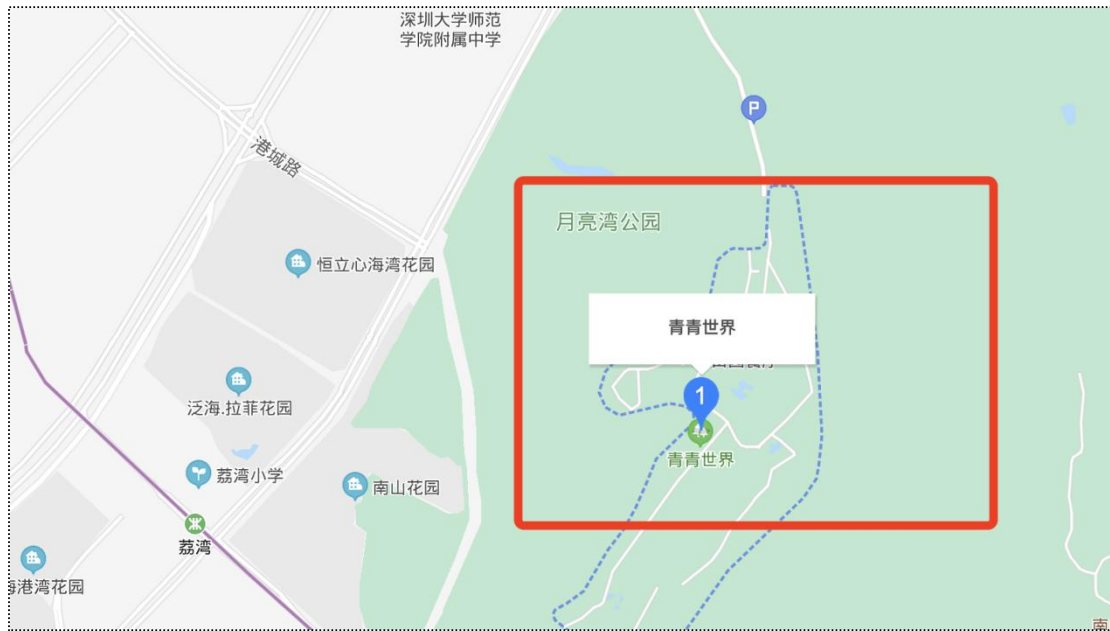 深圳大学师范
学院附属中学
P
港城路
月亮湾公园
恒立心海湾花园
青青世界
1
泛海.拉菲花园
青青世界
荔湾小学
南山花园
荔湾
港湾花园
南